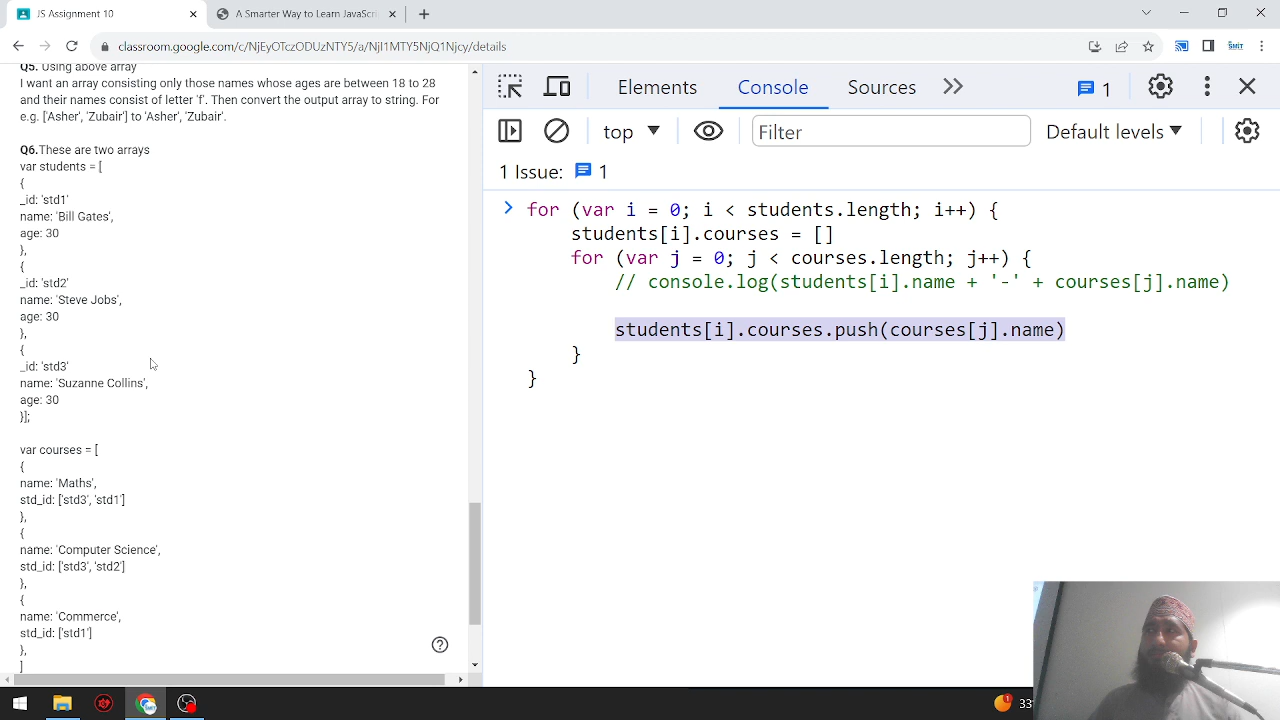 JS Assignment 10
A Smarter Way to Learn JavaScri
classroom.google.com/c/NjEyOTczODUzNTY5/a/NjI1MTY5NjQ1Njcy/details
SMIT
Q5. Using above array
I want an array consisting only those names whose ages are between 18 to 28
and their names consist of letter 'f'. Then convert the output array to string. For
e.g. ['Asher', 'Zubair'] to 'Asher', 'Zubair'.
Q6.These are two arrays
var students = [
{
_id: 'std1'
name: 'Bill Gates',
age: 30
},
{
_id: 'std2'
name: 'Steve Jobs',
age: 30
},
{
_id: 'std3'
name: 'Suzanne Collins',
age: 30
}];
var courses = [
{
name: 'Maths',
std_id: ['std3', 'std1']
},
{
name: 'Computer Science',
std_id: ['std3', 'std2']
},
{
name: 'Commerce',
std_id: ['std1']
},
]
Elements Console Sources 1
top Filter Default levels
1 Issue: 1
for (var i = 0; i < students.length; i++) {
students[i].courses = []
for (var j = 0; j < courses.length; j++) {
// console.log(students[i].name + '-' + courses[j].name)
students[i].courses.push(courses[j].name)
}
}
1
33